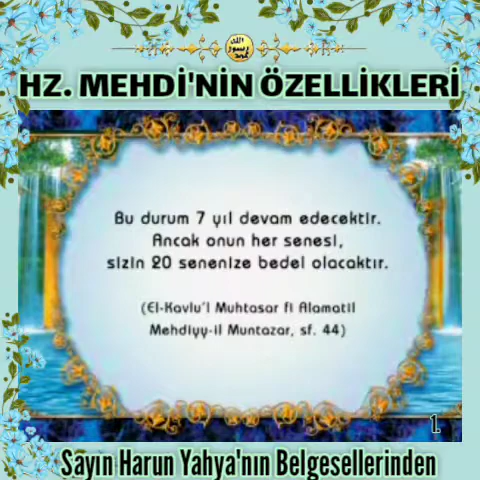 HZ. MEHDİ'NİN ÖZELLİKLERİ
Bu durum 7 yıl devam edecektir.
Ancak onun her senesi,
sizin 20 senenize bedel olacaktır.
(El-Kavlu'l Muhtasar fi Alamatil
Mehdiyy-il Muntazar, sf. 44)
1.
Sayın Harun Yahya'nın Belgesellerinden